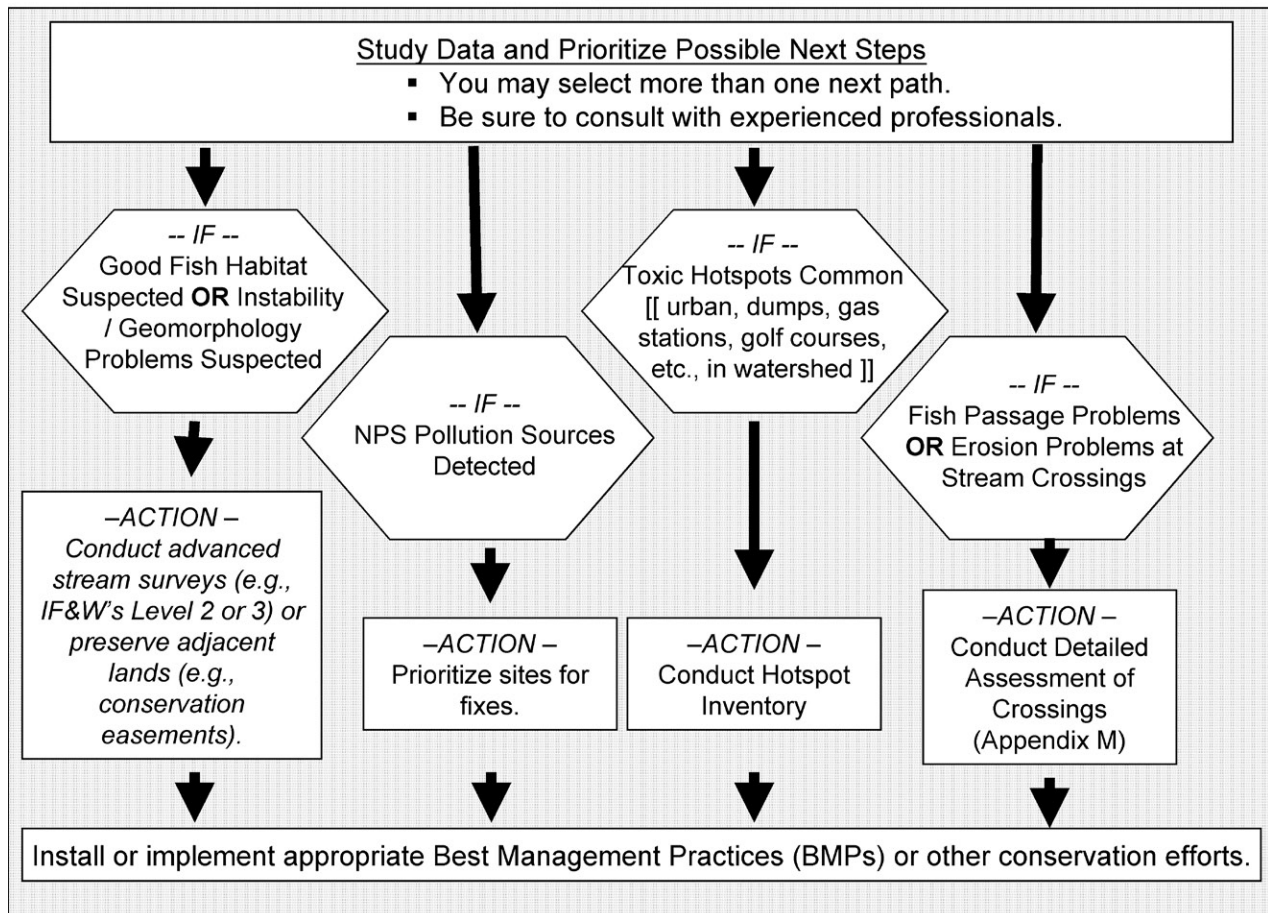 Study Data and Prioritize Possible Next Steps
▪ You may select more than one next path.
▪ Be sure to consult with experienced professionals.
-- IF --
Good Fish Habitat
Suspected OR Instability
/ Geomorphology
Problems Suspected
-- IF --
NPS Pollution Sources
Detected
-- IF --
Toxic Hotspots Common
[[ urban, dumps, gas
stations, golf courses,
etc., in watershed ]]
-- IF --
Fish Passage Problems
OR Erosion Problems at
Stream Crossings
–ACTION –
Conduct advanced
stream surveys (e.g.,
IF&W's Level 2 or 3) or
preserve adjacent
lands (e.g.,
conservation
easements).
–ACTION –
Prioritize sites for
fixes.
–ACTION –
Conduct Hotspot
Inventory
–ACTION –
Conduct Detailed
Assessment of
Crossings
(Appendix M)
Install or implement appropriate Best Management Practices (BMPs) or other conservation efforts.